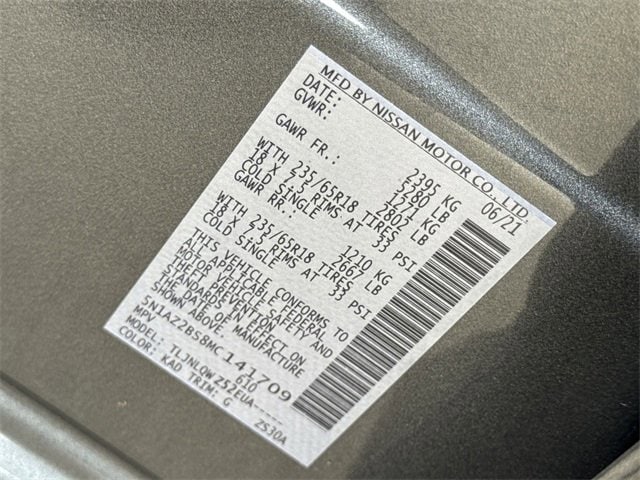 MFD BY NISSAN MOTOR CO., LTD.
DATE: 06/21
GVWR: 2395 KG
5280 LB
GAWR FR.: 1271 KG
2802 LB
WITH 235/65R18 TIRES
18 X 7.5 RIMS AT 33 PSI
COLD SINGLE
GAWR RR.: 1210 KG
2667 LB
WITH 235/65R18 TIRES
18 X 7.5 RIMS AT 33 PSI
COLD SINGLE
THIS VEHICLE CONFORMS TO
ALL APPLICABLE FEDERAL
MOTOR VEHICLE SAFETY AND
THEFT PREVENTION
STANDARDS IN EFFECT ON
THE DATE OF MANUFACTURE
SHOWN ABOVE.
5N1AZ2BS8MC141709
MPV 610
MODEL: TLJNLOWZ52EUA-----
COLOR: KAD TRIM: G ZS30A